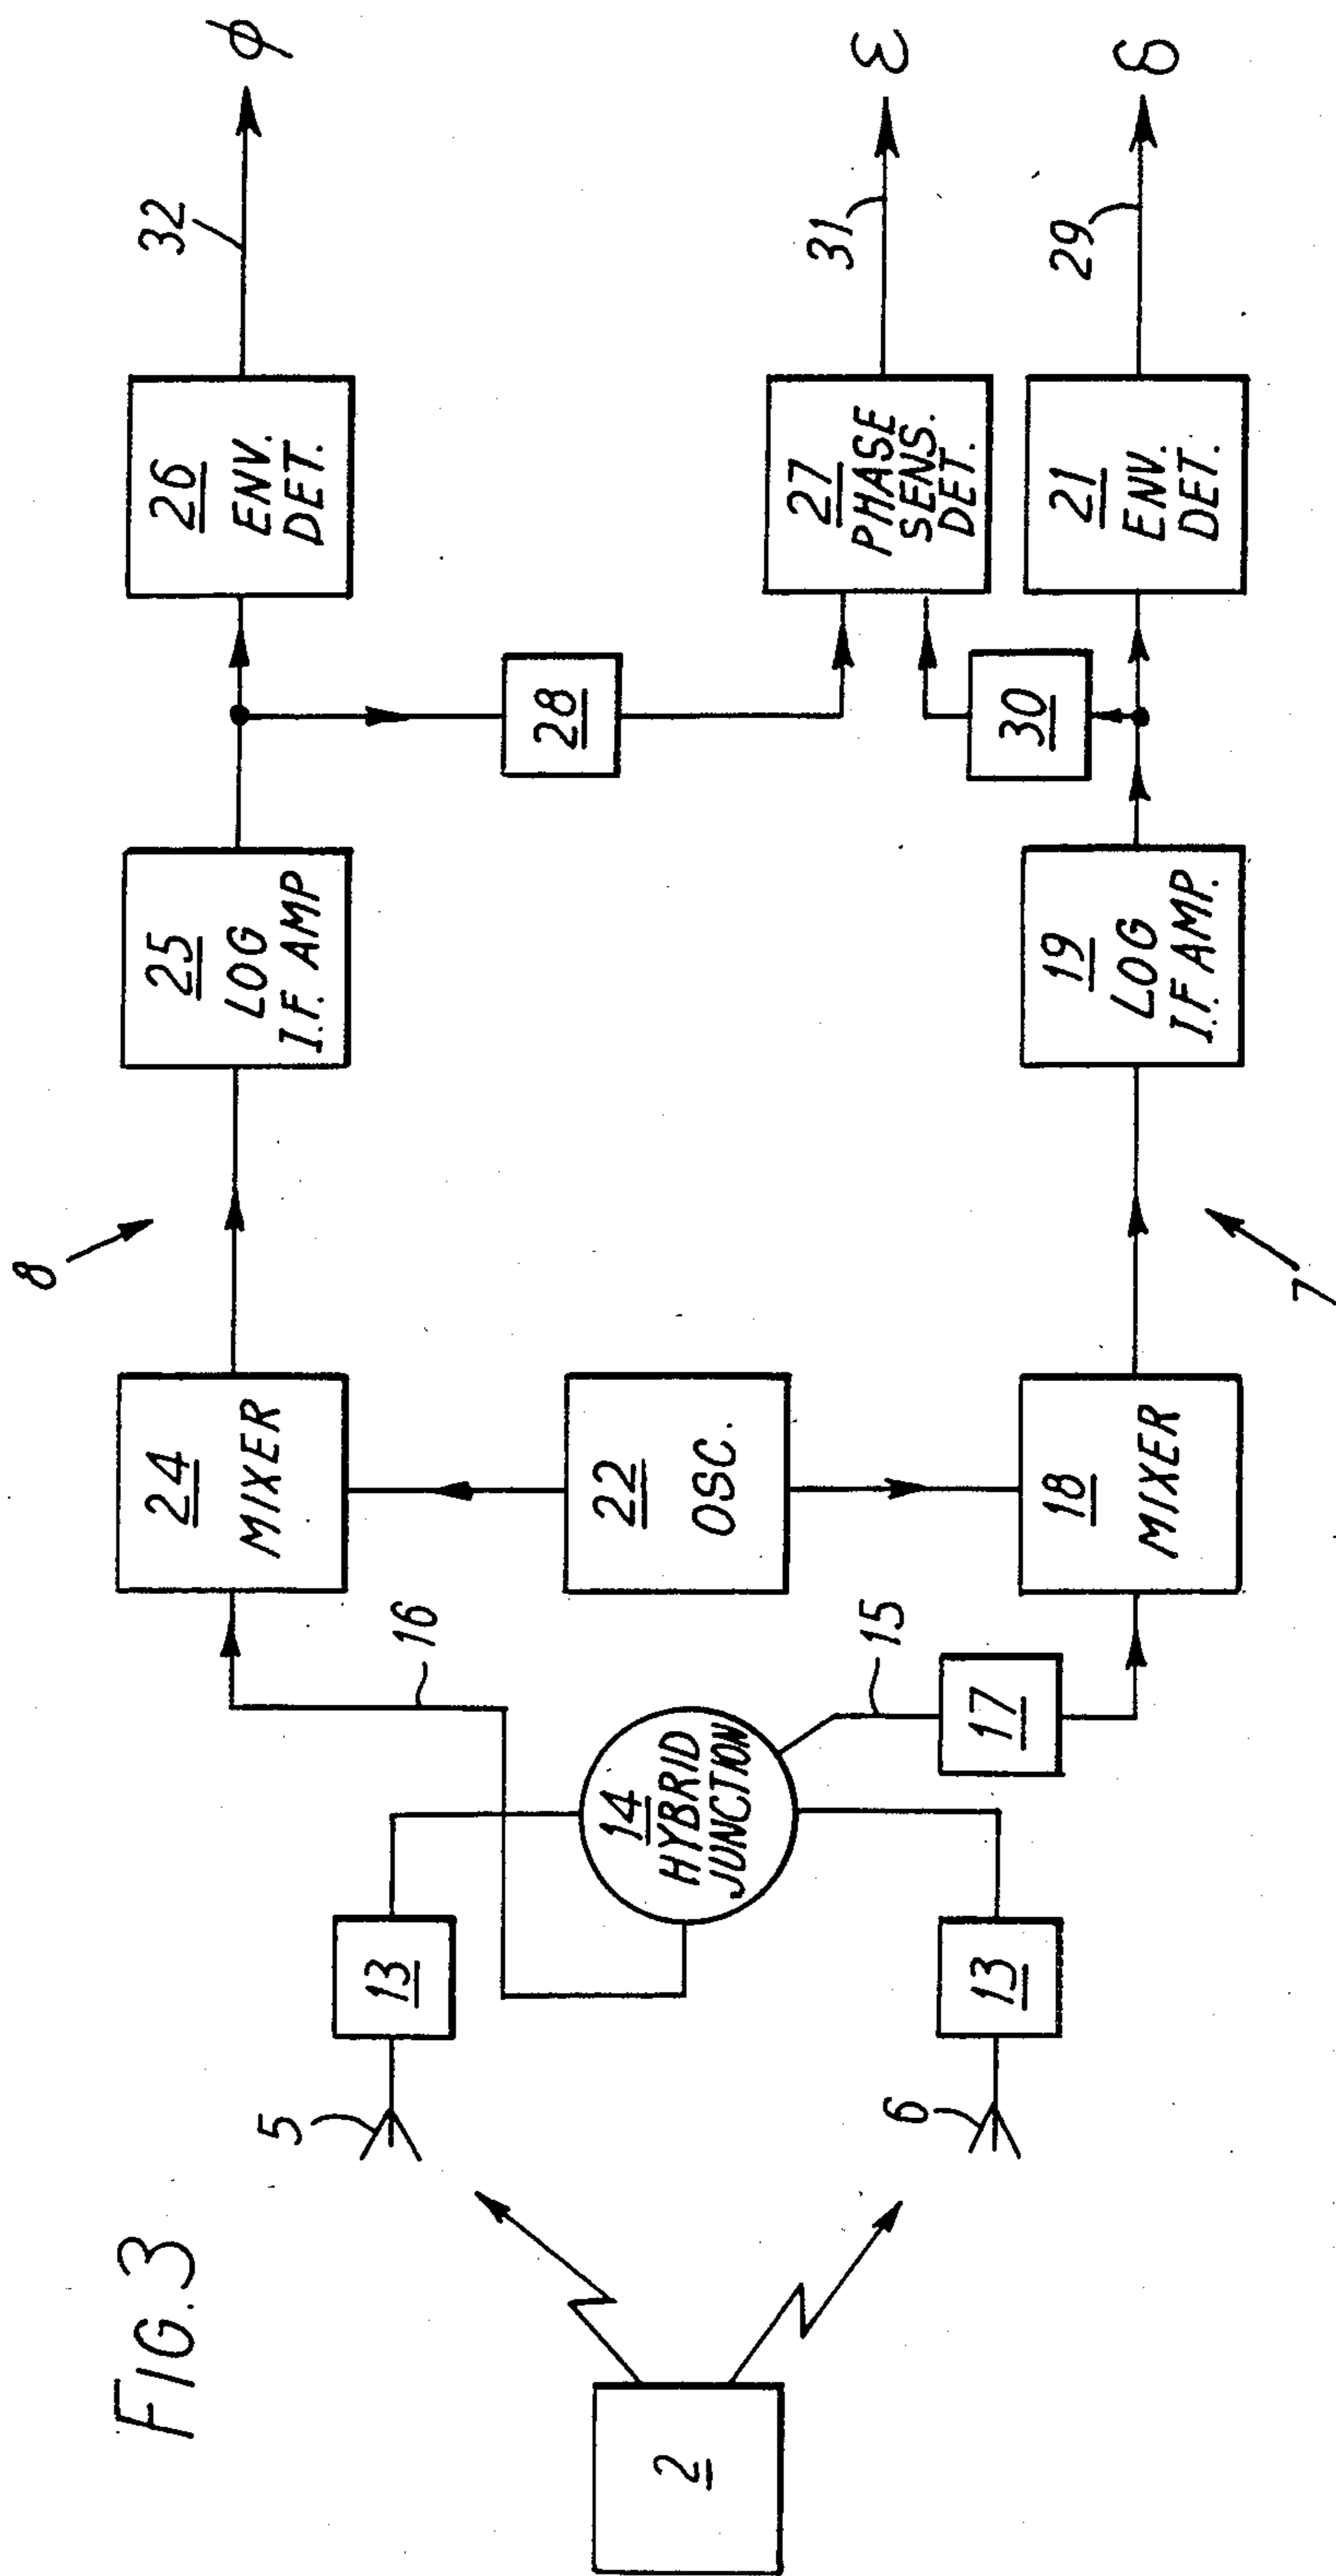 FIG. 3
2
5
6
13
13
14
HYBRID
JUNCTION
16
15
17
24
MIXER
22
OSC.
18
MIXER
8
7
25
LOG
I.F. AMP
19
LOG
I.F. AMP.
28
30
26
ENV.
DET.
27
PHASE
SENS.
DET.
21
ENV.
DET.
32
31
29
ϕ
ε
δ